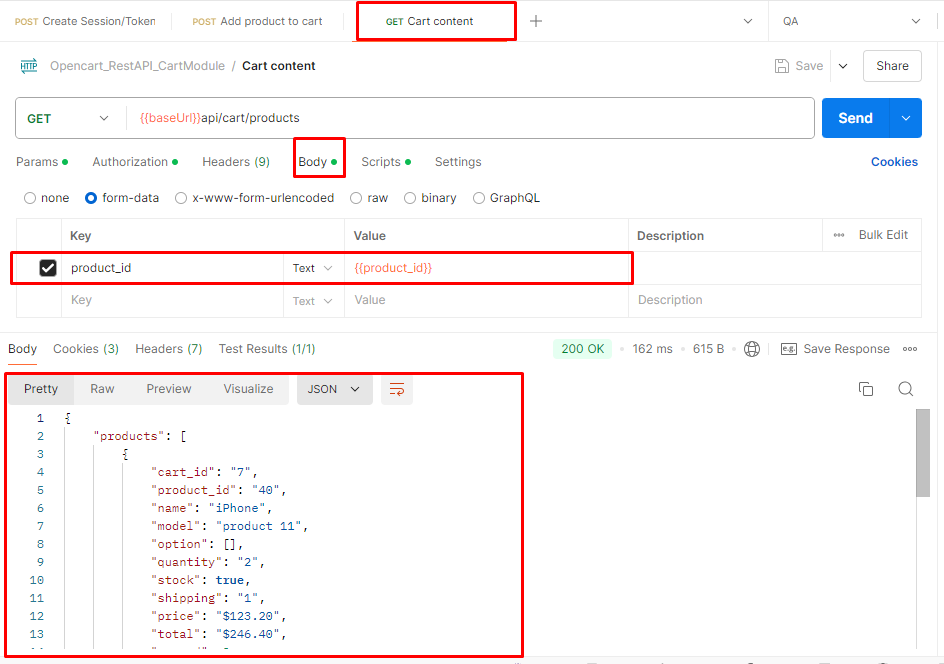 POST Create Session/Token POST Add product to cart GET Cart content QA
HTTP Opencart_RestAPI_CartModule / Cart content Save Share
GET {{baseUrl}}api/cart/products Send
Params Authorization Headers (9) Body Scripts Settings Cookies
none form-data x-www-form-urlencoded raw binary GraphQL
Key Value Description Bulk Edit
product_id Text {{product_id}}
Key Text Value Description
Body Cookies (3) Headers (7) Test Results (1/1) 200 OK 162 ms 615 B e.g. Save Response
Pretty Raw Preview Visualize JSON
1 {
2 "products": [
3 {
4 "cart_id": "7",
5 "product_id": "40",
6 "name": "iPhone",
7 "model": "product 11",
8 "option": [],
9 "quantity": "2",
10 "stock": true,
11 "shipping": "1",
12 "price": "$123.20",
13 "total": "$246.40",